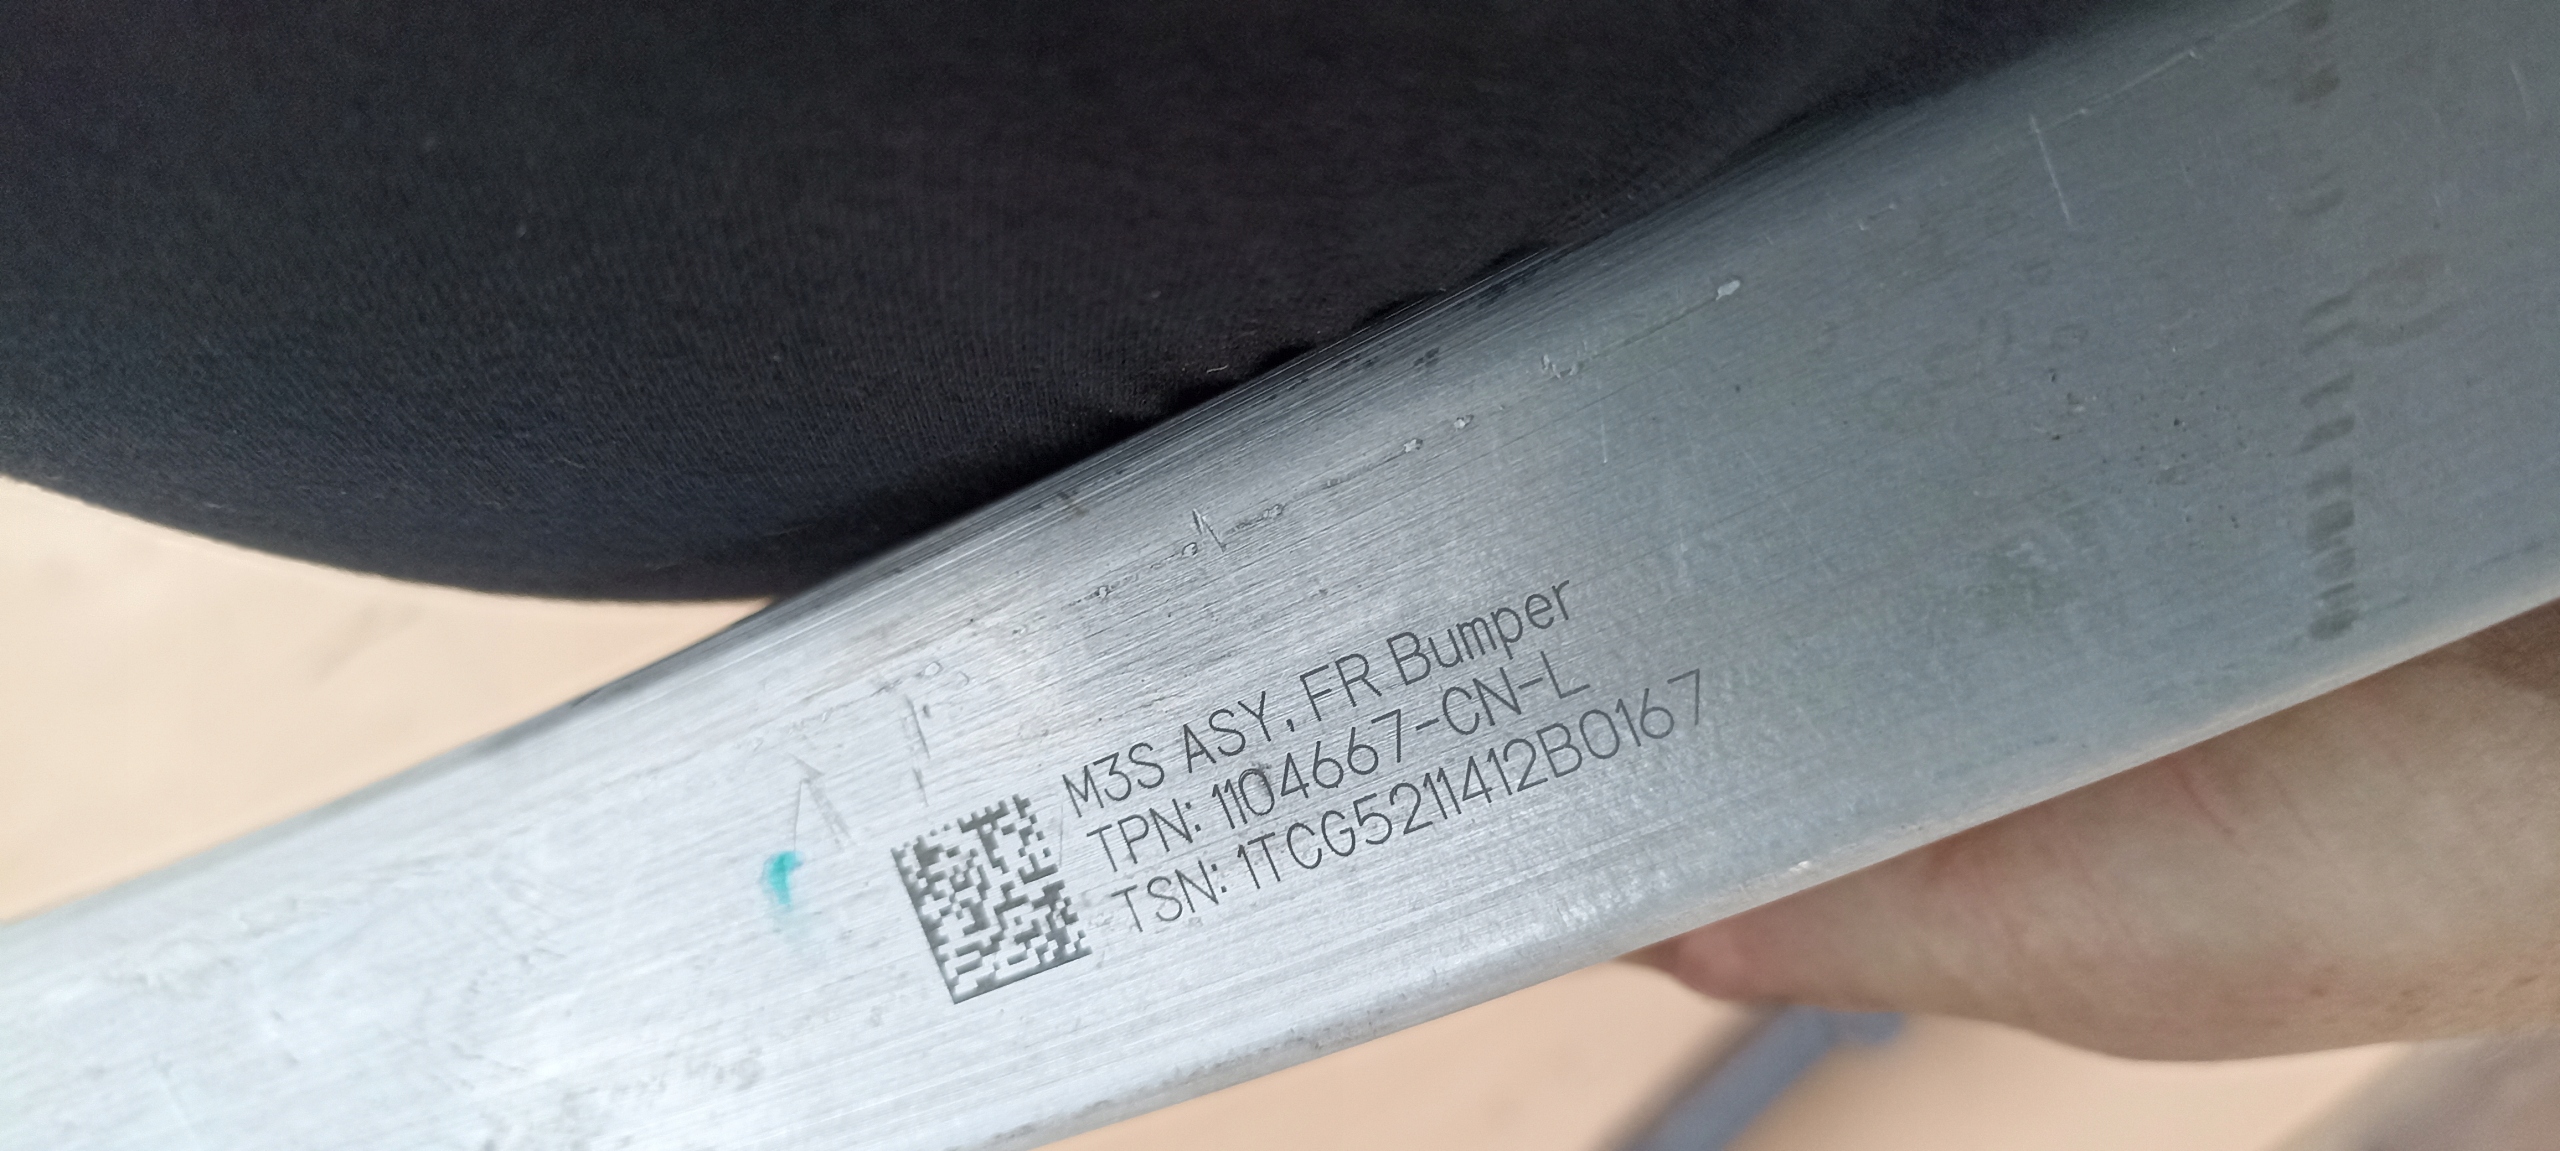 M3S ASY, FR Bumper
TPN: 1104667-CN-L
TSN: 1TCG5211412B0167